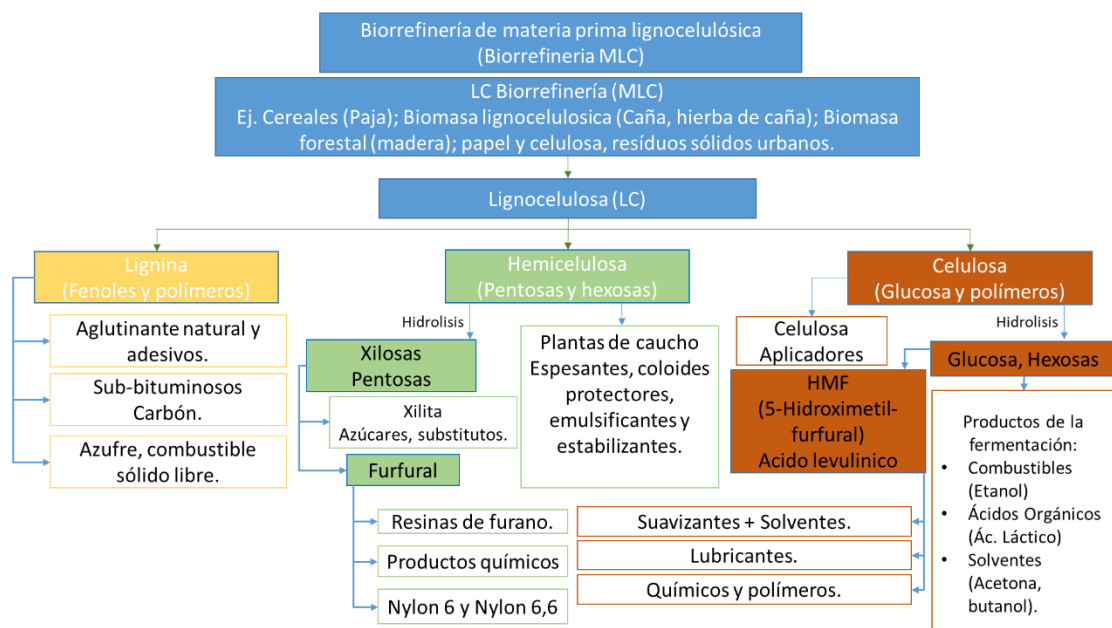 Biorrefinería de materia prima lignocelulósica
(Biorrefineria MLC)
LC Biorrefinería (MLC)
Ej. Cereales (Paja); Biomasa lignocelulosica (Caña, hierba de caña); Biomasa
forestal (madera); papel y celulosa, resíduos sólidos urbanos.
Lignocelulosa (LC)
Lignina
(Fenoles y polímeros)
Aglutinante natural y
adesivos.
Sub-bituminosos
Carbón.
Azufre, combustible
sólido libre.
Hemicelulosa
(Pentosas y hexosas)
Hidrolisis
Xilosas
Pentosas
Xilita
Azúcares, substitutos.
Furfural
Resinas de furano.
Productos químicos
Nylon 6 y Nylon 6,6
Plantas de caucho
Espesantes, coloides
protectores,
emulsificantes y
estabilizantes.
Celulosa
(Glucosa y polímeros)
Celulosa
Aplicadores
Hidrolisis
Glucosa, Hexosas
HMF
(5-Hidroximetil-
furfural)
Acido levulinico
Suavizantes + Solventes.
Lubricantes.
Químicos y polímeros.
Productos de la
fermentación:
• Combustibles
(Etanol)
• Ácidos Orgánicos
(Ác. Láctico)
• Solventes
(Acetona,
butanol).